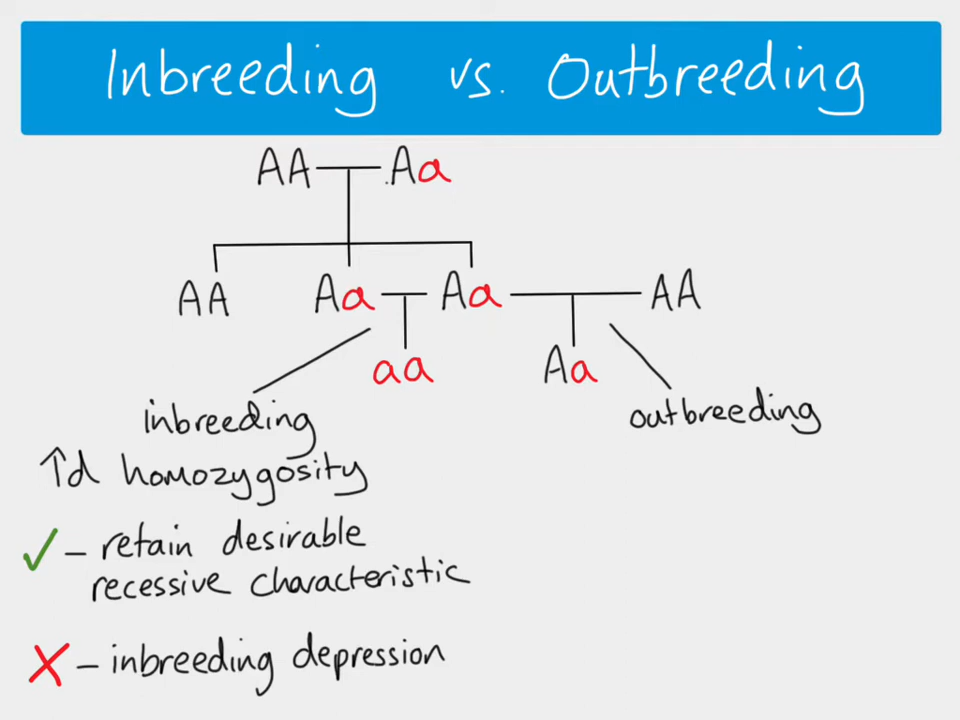 Inbreeding vs. Outbreeding
AA Aa
AA Aa Aa AA
aa Aa
inbreeding outbreeding
↑d homozygosity
✓ - retain desirable
recessive characteristic
X - inbreeding depression